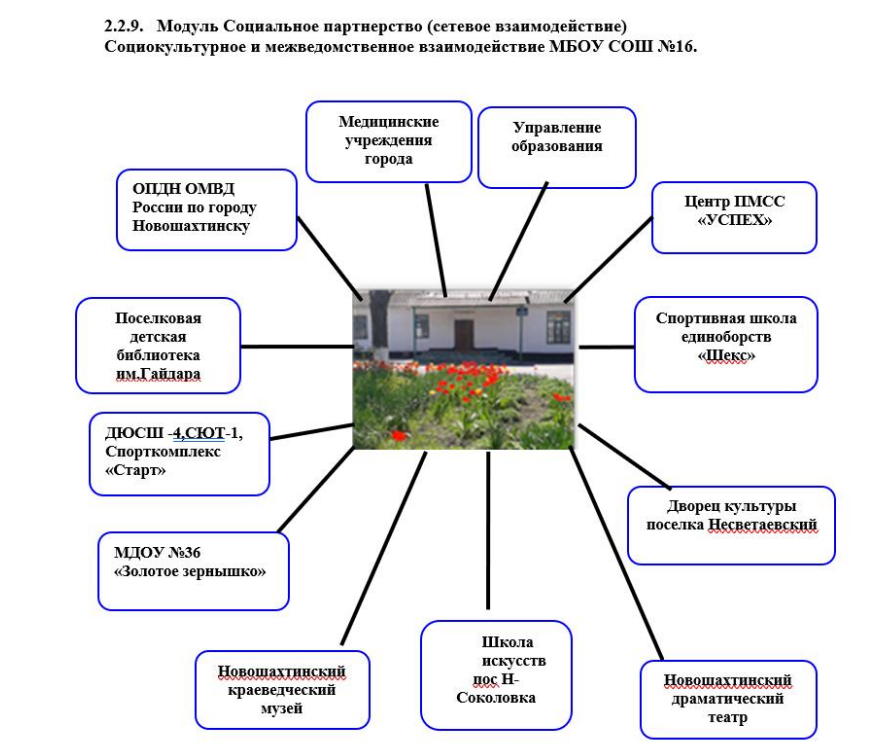 2.2.9. Модуль Социальное партнерство (сетевое взаимодействие)
Социокультурное и межведомственное взаимодействие МБОУ СОШ №16.
Медицинские
учреждения
города
Управление
образования
ОПДН ОМВД
России по городу
Новошахтинску
Центр ПМСС
«УСПЕХ»
Поселковая
детская
библиотека
им.Гайдара
Спортивная школа
единоборств
«Шекс»
ДЮСШ -4,СЮТ-1,
Спорткомплекс
«Старт»
Дворец культуры
поселка Несветаевский
МДОУ №36
«Золотое зернышко»
Новошахтинский
краеведческий
музей
Школа
искусств
пос Н-
Соколовка
Новошахтинский
драматический
театр